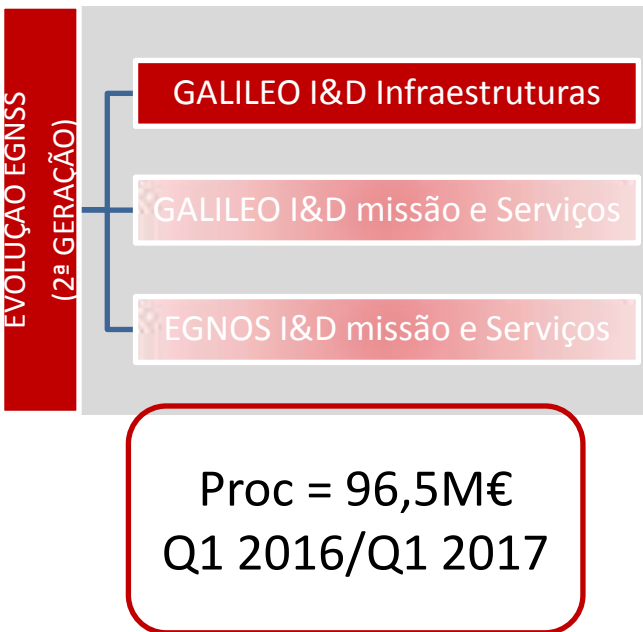 EVOLUÇÃO EGNSS
(2ª GERAÇÃO)
GALILEO I&D Infraestruturas
GALILEO I&D missão e Serviços
EGNOS I&D missão e Serviços
Proc = 96,5M€
Q1 2016/Q1 2017